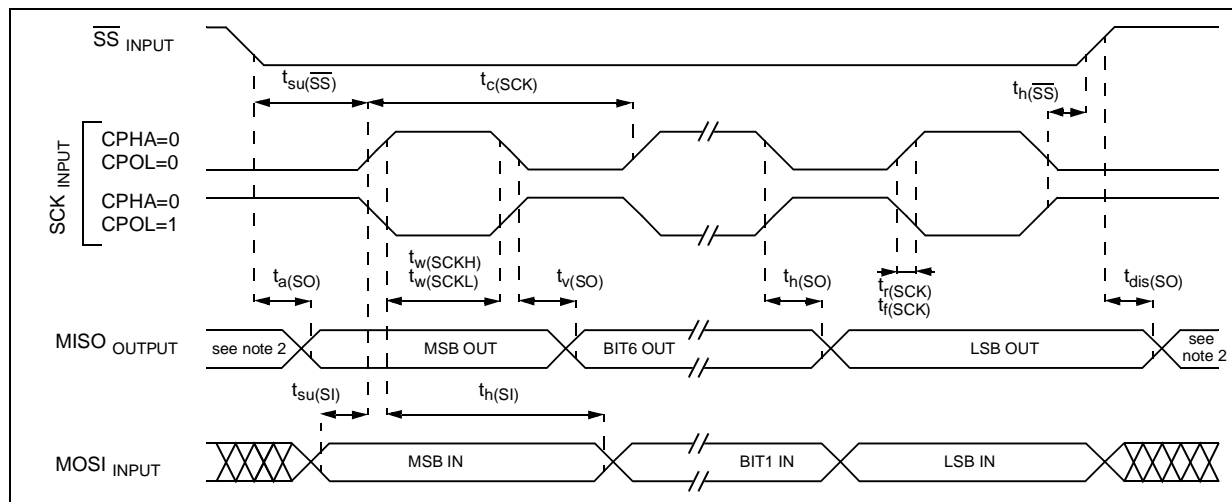 SS INPUT
tsu(SS)
tc(SCK)
th(SS)
SCK INPUT
CPHA=0
CPOL=0
CPHA=0
CPOL=1
ta(SO)
tw(SCKH)
tw(SCKL)
tv(SO)
th(SO)
tr(SCK)
tf(SCK)
tdis(SO)
MISO OUTPUT
see note 2
MSB OUT
BIT6 OUT
LSB OUT
see
note 2
tsu(SI)
th(SI)
MOSI INPUT
MSB IN
BIT1 IN
LSB IN